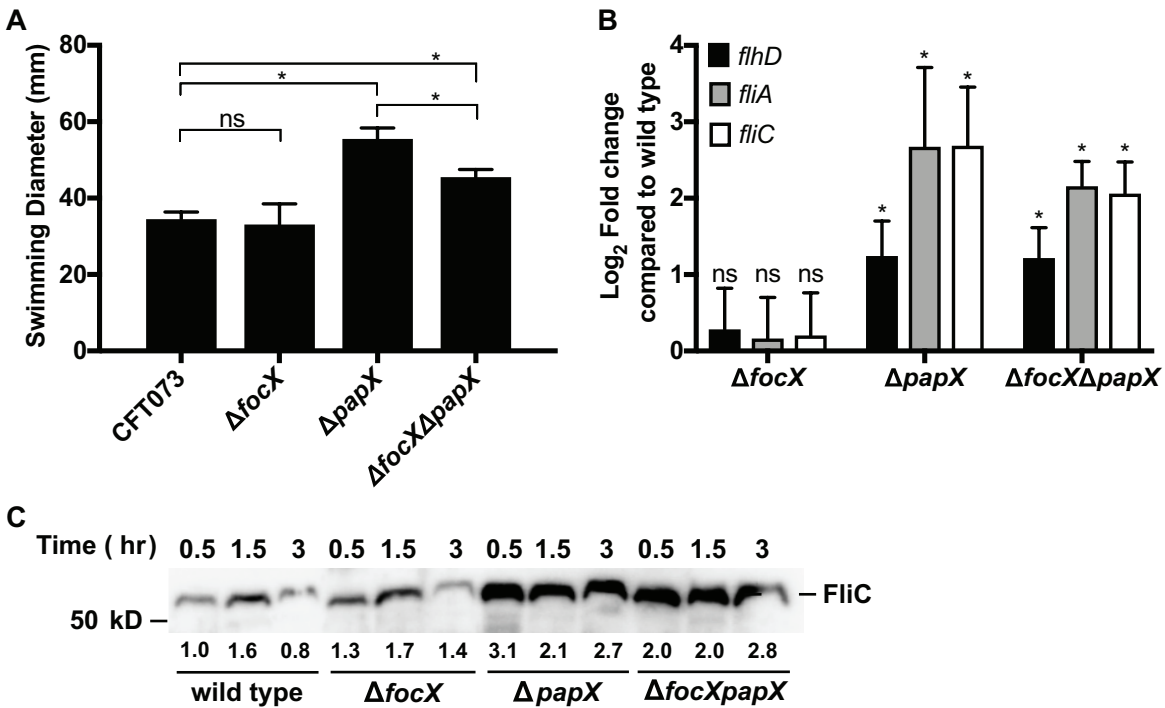 A
Swimming Diameter (mm)
80
60
40
20
0
*
*
*
ns
CFT073
ΔfocX
ΔpapX
ΔfocXΔpapX
B
Log2 Fold change
compared to wild type
4
3
2
1
0
flhD
fliA
fliC
ns ns ns
* * *
* * *
ΔfocX ΔpapX ΔfocXΔpapX
C
Time ( hr) 0.5 1.5 3 0.5 1.5 3 0.5 1.5 3 0.5 1.5 3
FliC
50 kD
1.0 1.6 0.8 1.3 1.7 1.4 3.1 2.1 2.7 2.0 2.0 2.8
wild type ΔfocX ΔpapX ΔfocXpapX